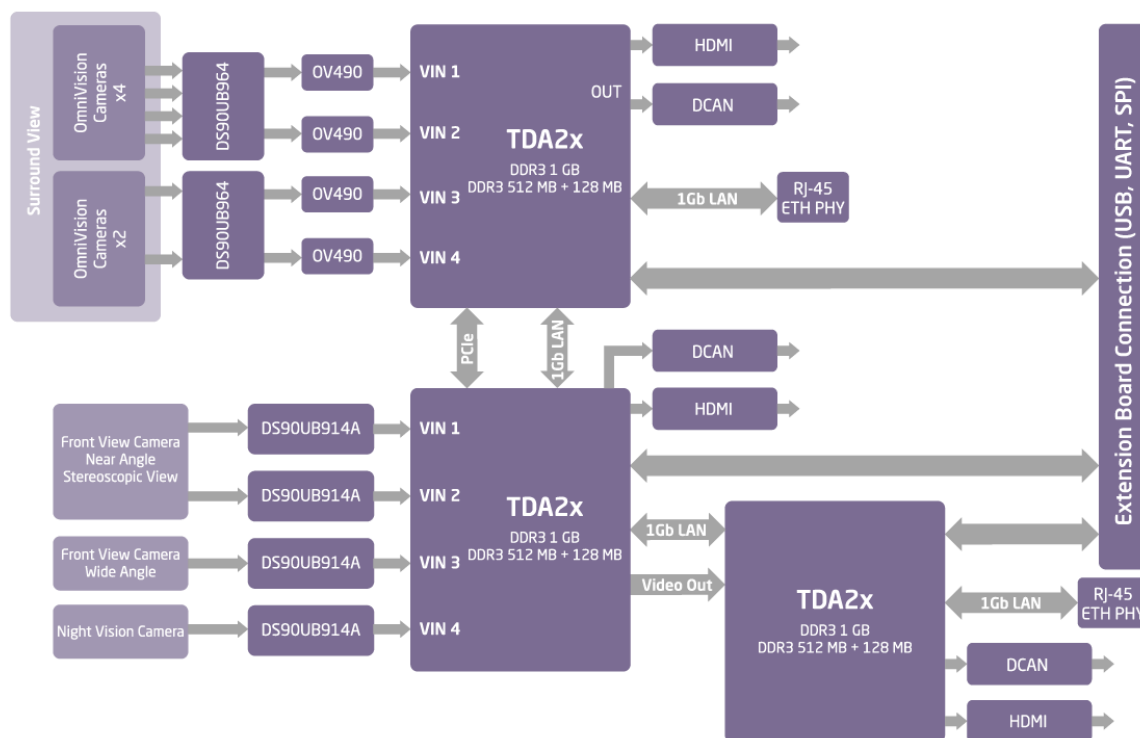 Surround View
OmniVision
Cameras
x4
DS90UB964
OV490
OV490
VIN 1
VIN 2
OmniVision
Cameras
x2
DS90UB964
OV490
OV490
VIN 3
VIN 4
TDA2x
DDR3 1 GB
DDR3 512 MB + 128 MB
OUT
HDMI
DCAN
1Gb LAN
RJ-45
ETH PHY
Extension Board Connection (USB, UART, SPI)
PCIe
1Gb LAN
DCAN
HDMI
Front View Camera
Near Angle
Stereoscopic View
DS90UB914A
DS90UB914A
VIN 1
VIN 2
Front View Camera
Wide Angle
DS90UB914A
VIN 3
Night Vision Camera
DS90UB914A
VIN 4
TDA2x
DDR3 1 GB
DDR3 512 MB + 128 MB
1Gb LAN
Video Out
TDA2x
DDR3 1 GB
DDR3 512 MB + 128 MB
1Gb LAN
RJ-45
ETH PHY
DCAN
HDMI